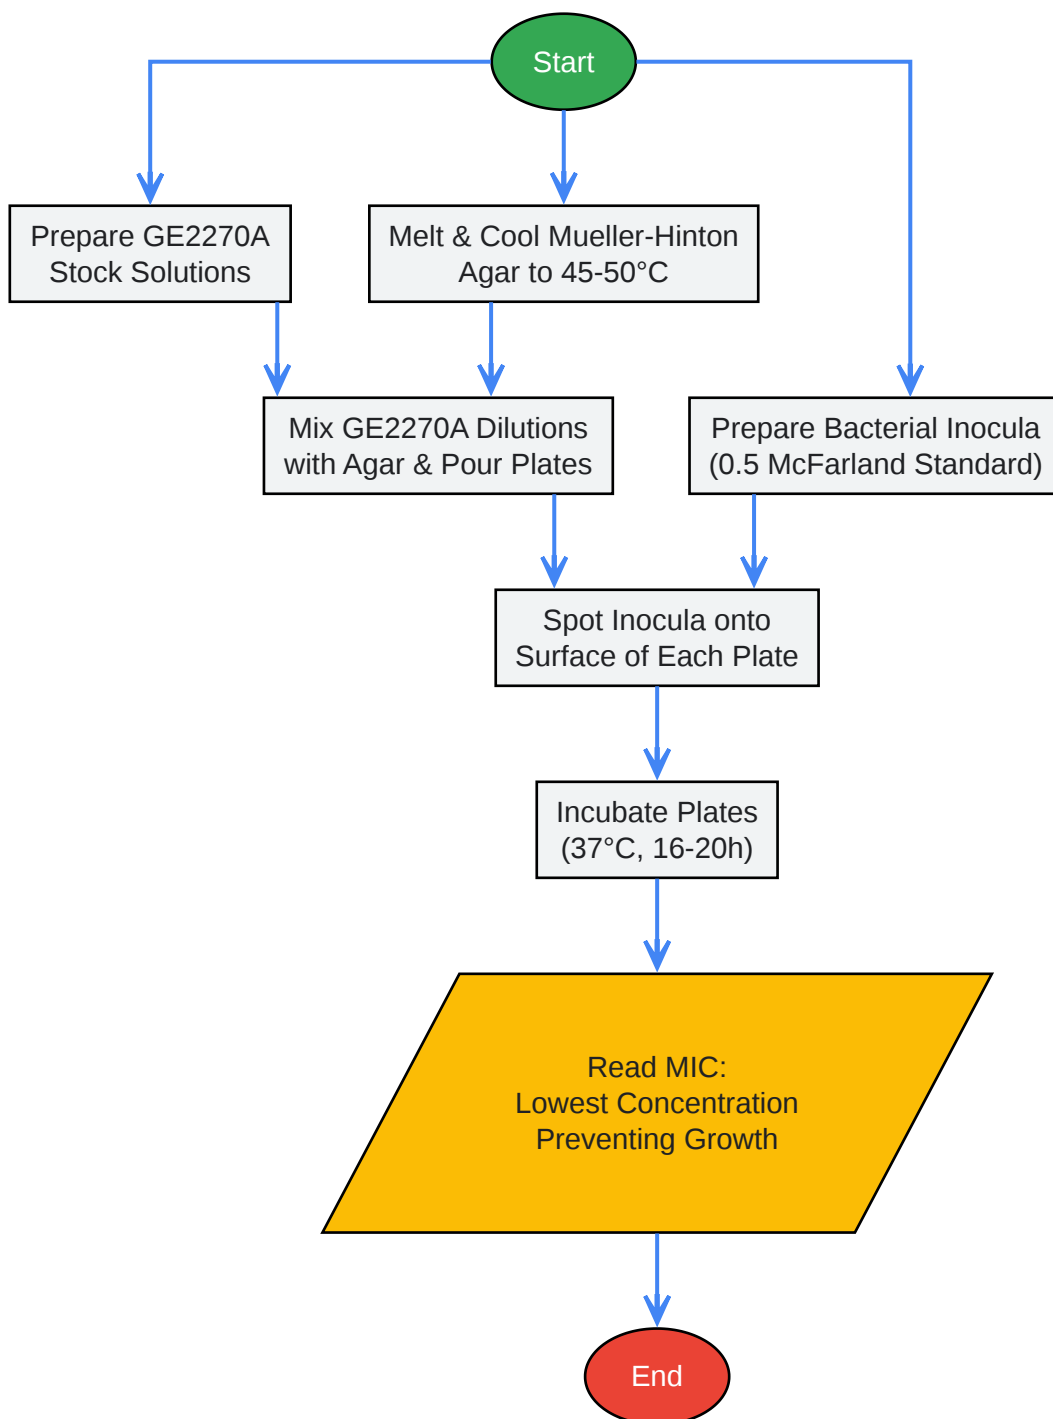 Start
Prepare GE2270A
Stock Solutions
Melt & Cool Mueller-Hinton
Agar to 45-50°C
Mix GE2270A Dilutions
with Agar & Pour Plates
Prepare Bacterial Inocula
(0.5 McFarland Standard)
Spot Inocula onto
Surface of Each Plate
Incubate Plates
(37°C, 16-20h)
Read MIC:
Lowest Concentration
Preventing Growth
End